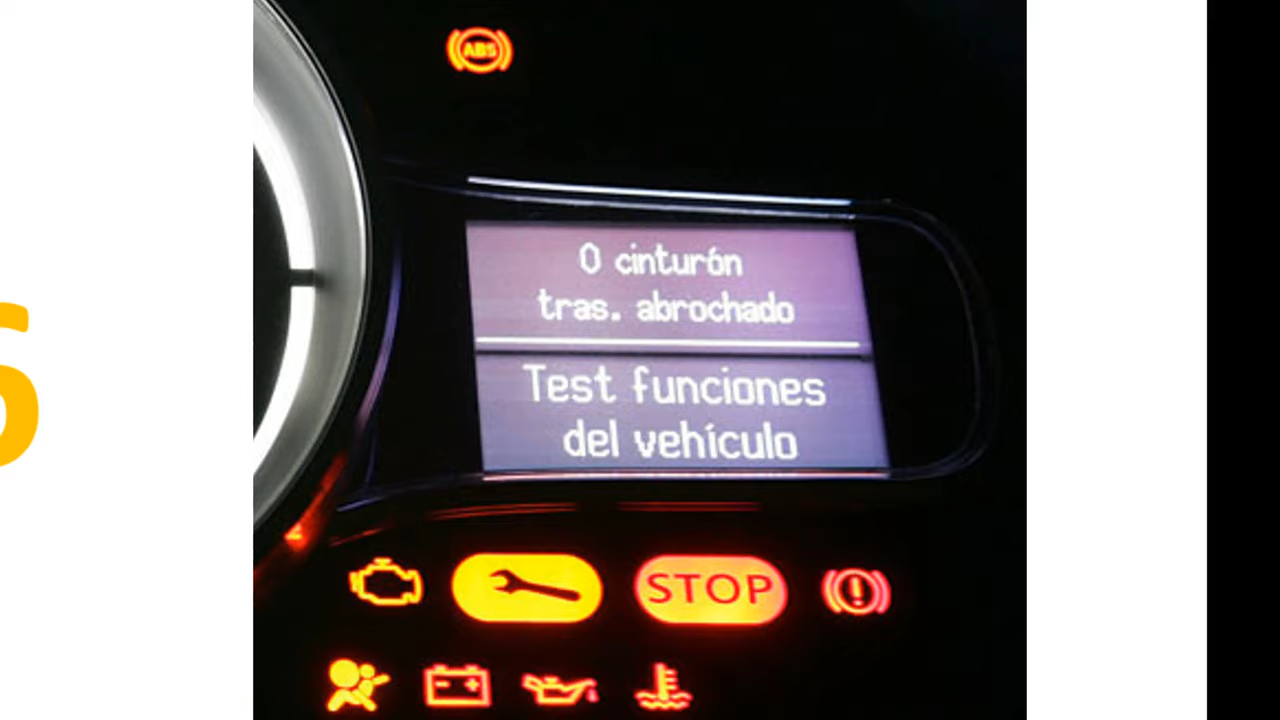 ABS
0 cinturón
tras. abrochado
Test funciones
del vehículo
STOP